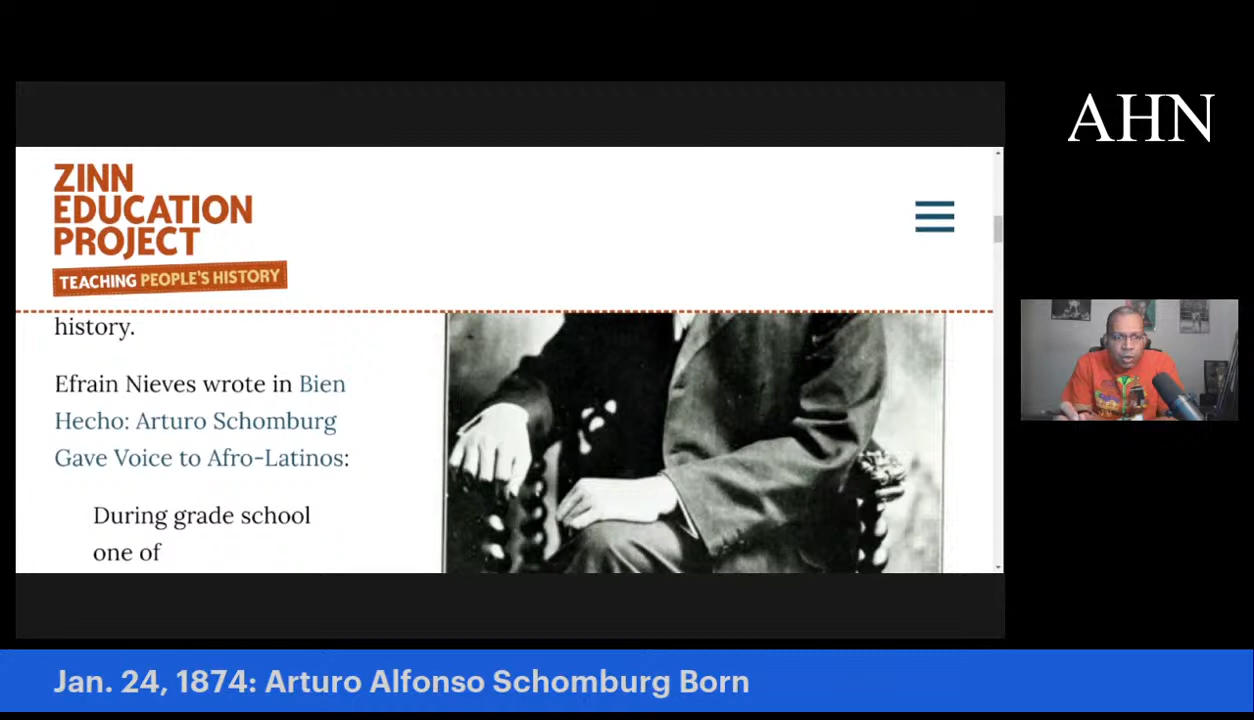 AHN
ZINN
EDUCATION
PROJECT
TEACHING PEOPLE'S HISTORY
history.
Efrain Nieves wrote in Bien
Hecho: Arturo Schomburg
Gave Voice to Afro-Latinos:
During grade school
one of
Jan. 24, 1874: Arturo Alfonso Schomburg Born